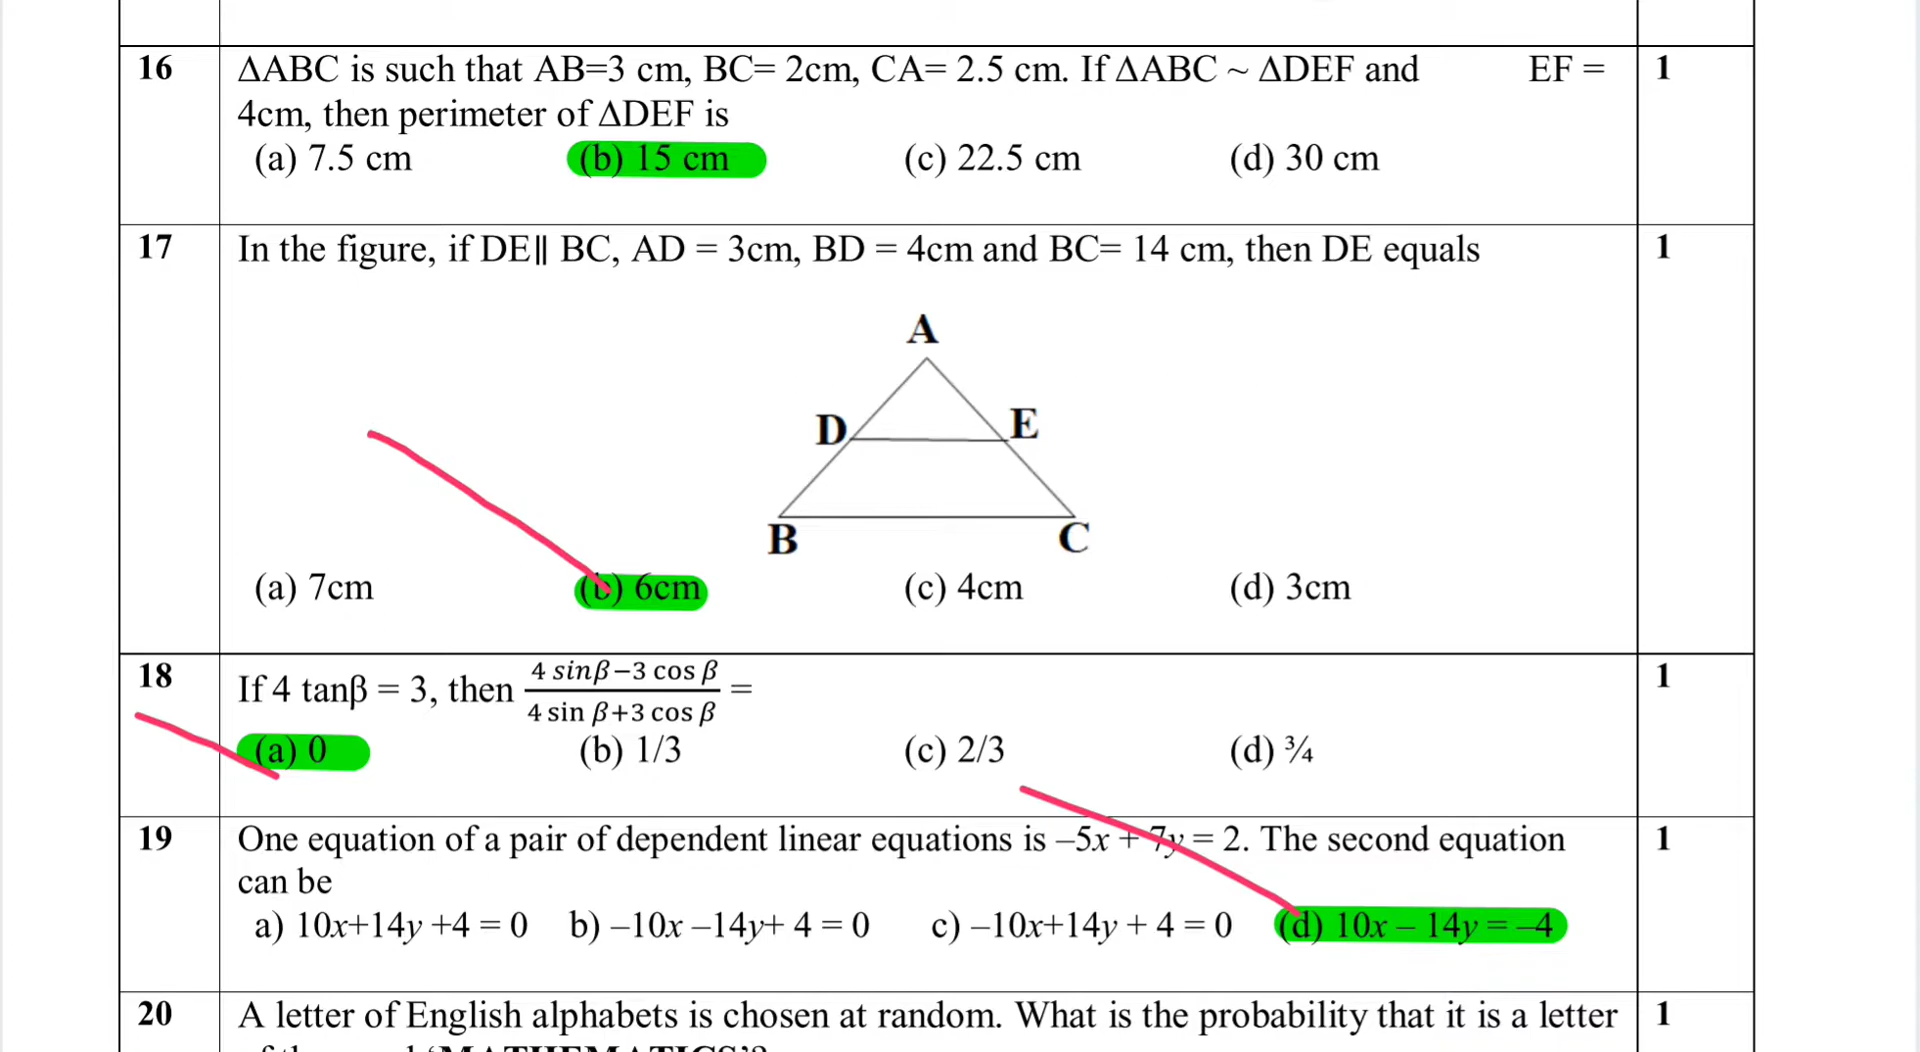 16 ΔABC is such that AB=3 cm, BC= 2cm, CA= 2.5 cm. If ΔABC ~ ΔDEF and EF = 1
4cm, then perimeter of ΔDEF is
(a) 7.5 cm (b) 15 cm (c) 22.5 cm (d) 30 cm
17 In the figure, if DE∥ BC, AD = 3cm, BD = 4cm and BC= 14 cm, then DE equals 1
A
D E
B C
(a) 7cm (b) 6cm (c) 4cm (d) 3cm
18 If 4 tanβ = 3, then (4 sinβ−3 cos β)/(4 sin β+3 cos β) = 1
(a) 0 (b) 1/3 (c) 2/3 (d) ¾
19 One equation of a pair of dependent linear equations is –5x + 7y = 2. The second equation 1
can be
a) 10x+14y +4 = 0 b) –10x –14y+ 4 = 0 c) –10x+14y + 4 = 0 (d) 10x – 14y = –4
20 A letter of English alphabets is chosen at random. What is the probability that it is a letter 1
'MATHEMATICS'?